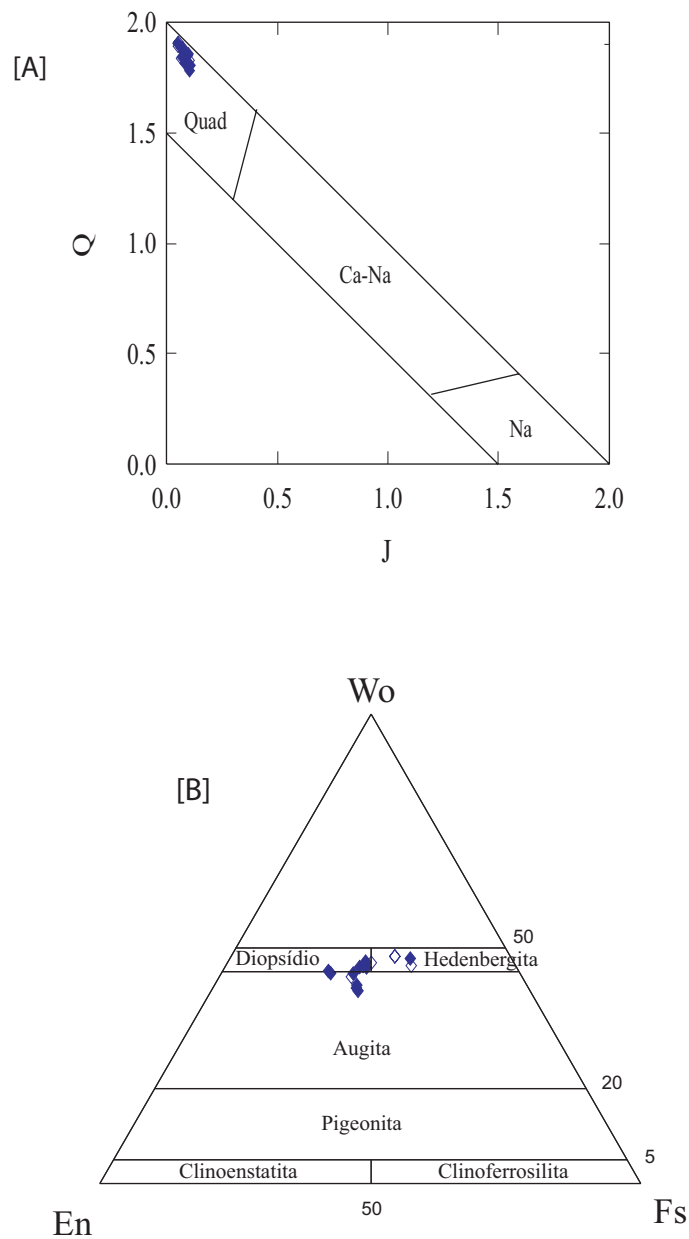 [A]
2.0
Quad
1.5
Q
1.0
Ca-Na
0.5
Na
0.0
0.0 0.5 1.0 1.5 2.0
J
Wo
[B]
50
Diopsídio Hedenbergita
Augita
20
Pigeonita
5
Clinoenstatita Clinoferrosilita
En 50 Fs